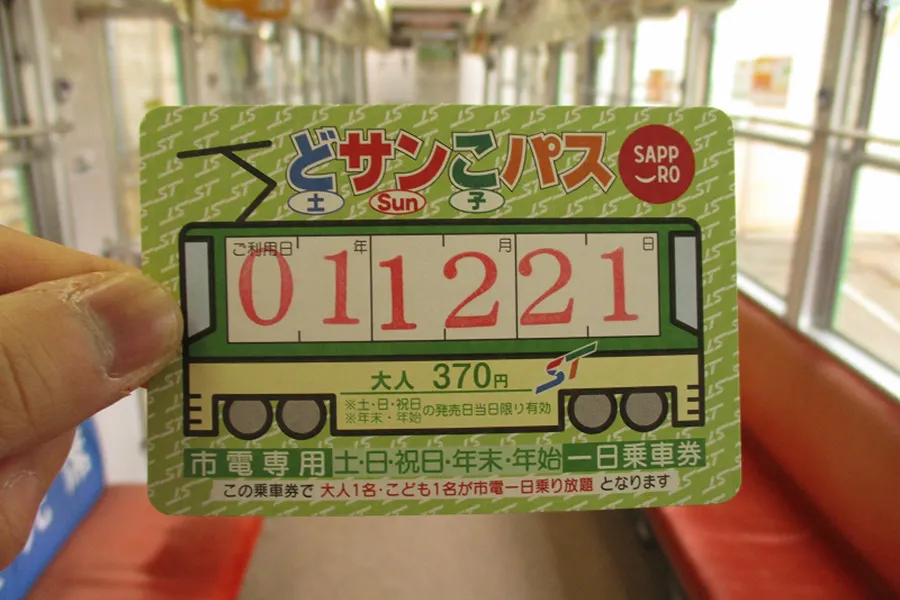 どサンこパス
土 Sun 子
SAPP
RO
ご利用日 年 月 日
01 12 21
大人 370円
ST
※土・日・祝日
※年末・年始
の発売日当日限り有効
市電専用 土・日・祝日・年末・年始 一日乗車券
この乗車券で 大人1名・こども1名が市電一日乗り放題 となります